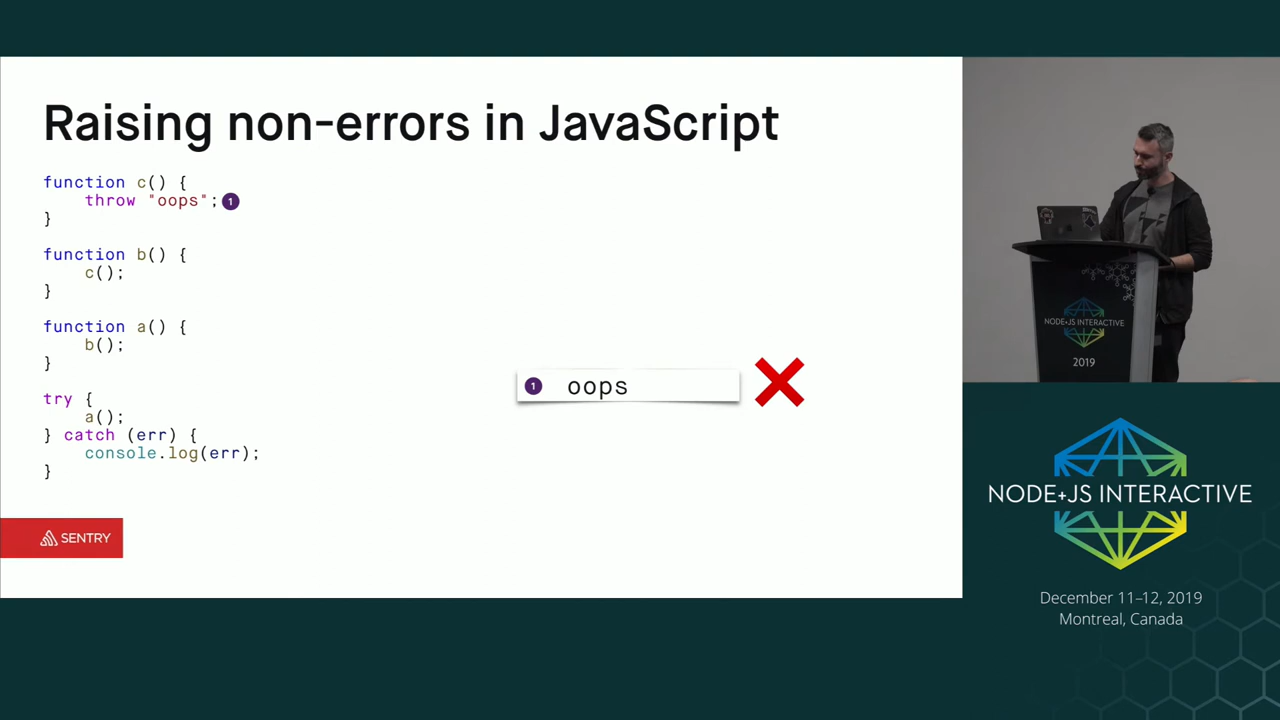 Raising non-errors in JavaScript
function c() {
    throw "oops"; 1
}
function b() {
    c();
}
function a() {
    b();
}
try {
    a();
} catch (err) {
    console.log(err);
}
1 oops
SENTRY
NODE+JS INTERACTIVE
2019
NODE+JS INTERACTIVE
December 11–12, 2019
Montreal, Canada